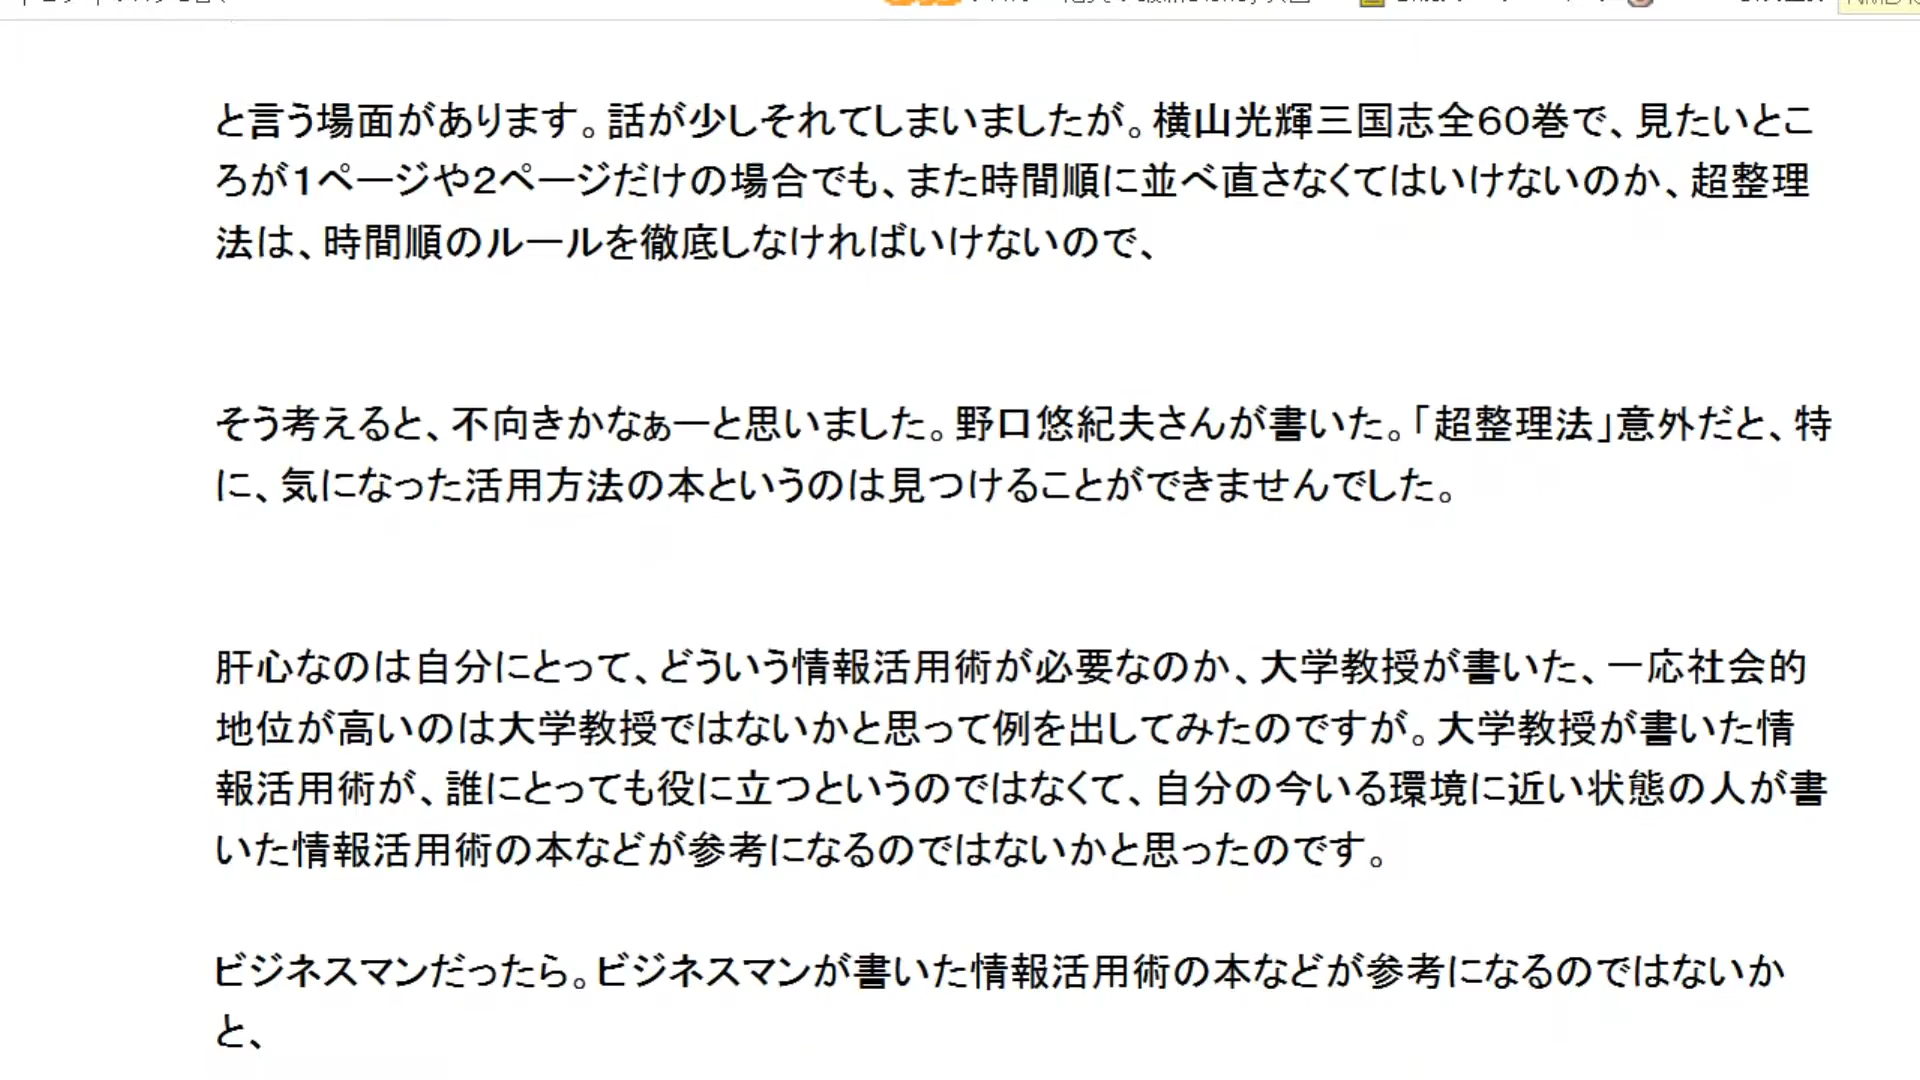 と言う場面があります。話が少しそれてしまいましたが。横山光輝三国志全60巻で、見たいとこ
ろが1ページや2ページだけの場合でも、また時間順に並べ直さなくてはいけないのか、超整理
法は、時間順のルールを徹底しなければいけないので、
そう考えると、不向きかなぁーと思いました。野口悠紀夫さんが書いた。「超整理法」意外だと、特
に、気になった活用方法の本というのは見つけることができませんでした。
肝心なのは自分にとって、どういう情報活用術が必要なのか、大学教授が書いた、一応社会的
地位が高いのは大学教授ではないかと思って例を出してみたのですが。大学教授が書いた情
報活用術が、誰にとっても役に立つというのではなくて、自分の今いる環境に近い状態の人が書
いた情報活用術の本などが参考になるのではないかと思ったのです。
ビジネスマンだったら。ビジネスマンが書いた情報活用術の本などが参考になるのではないか
と、